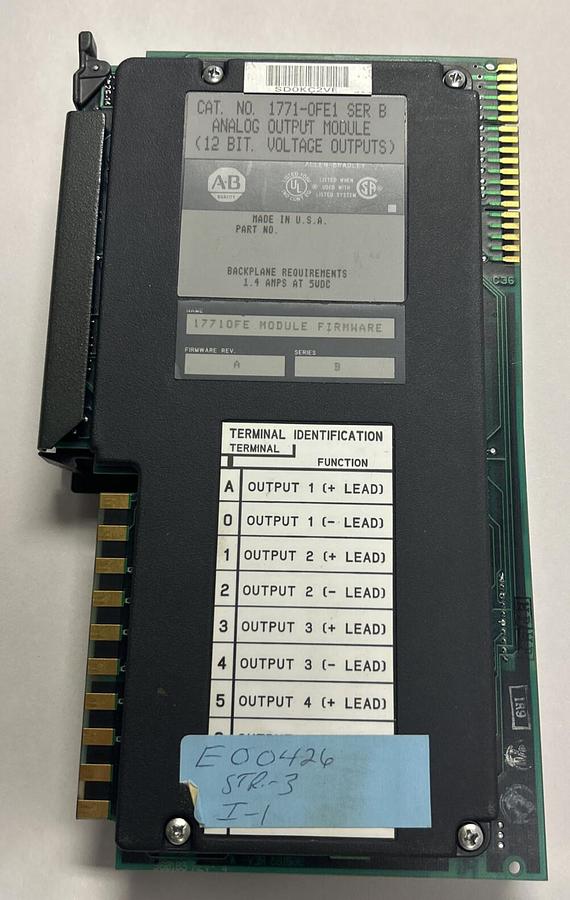 SD0KC2VF
CAT. NO. 1771-OFE1 SER B
ANALOG OUTPUT MODULE
(12 BIT. VOLTAGE OUTPUTS)
ALLEN-BRADLEY
A-B
QUALITY
UL
LISTED WHEN
USED WITH
LISTED SYSTEM
MADE IN U.S.A.
PART NO.
BACKPLANE REQUIREMENTS
1.4 AMPS AT 5VDC
NAME
1771OFE MODULE FIRMWARE
FIRMWARE REV.
SERIES
A
B
C36
TERMINAL IDENTIFICATION
TERMINAL
FUNCTION
A OUTPUT 1 (+ LEAD)
0 OUTPUT 1 (- LEAD)
1 OUTPUT 2 (+ LEAD)
2 OUTPUT 2 (- LEAD)
3 OUTPUT 3 (+ LEAD)
4 OUTPUT 3 (- LEAD)
5 OUTPUT 4 (+ LEAD)
E00426
STR.-3
I-1
1A9